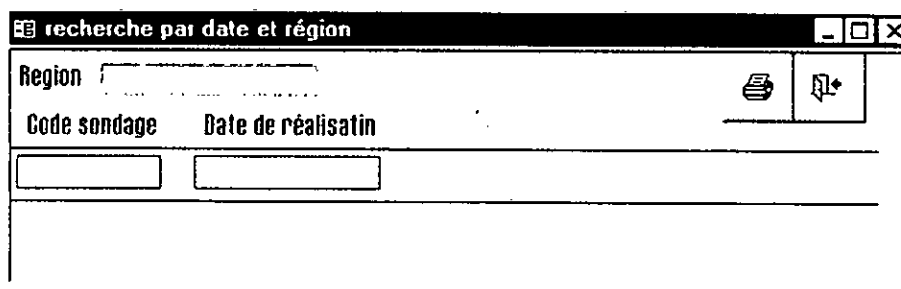 recherche par date et région
Region
Code sondage Date de réalisatin